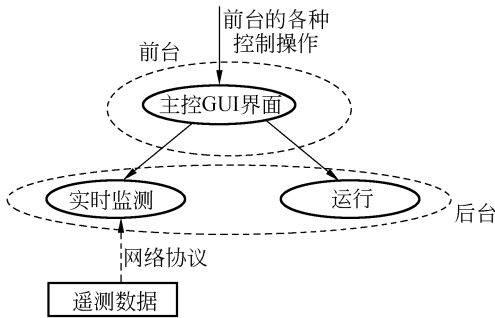 前台的各种
控制操作
前台
主控GUI界面
实时监测
运行
后台
网络协议
遥测数据